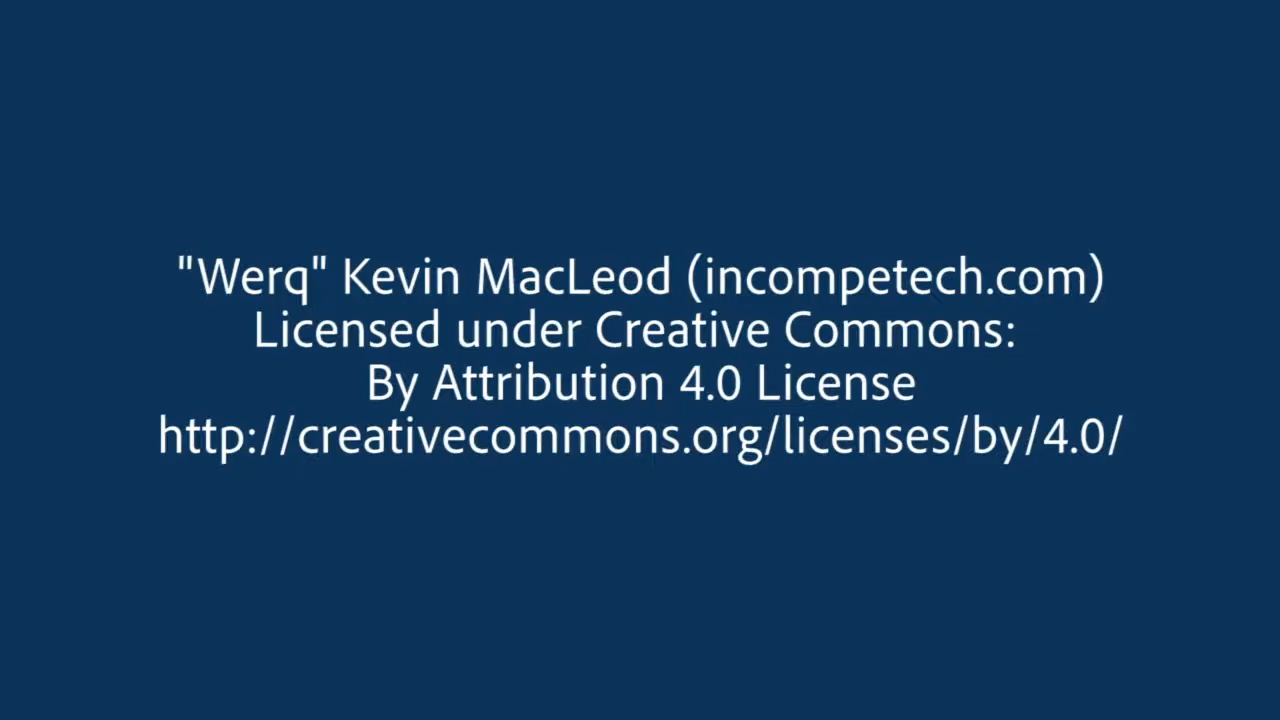 "Werq" Kevin MacLeod (incompetech.com)
Licensed under Creative Commons:
By Attribution 4.0 License
http://creativecommons.org/licenses/by/4.0/